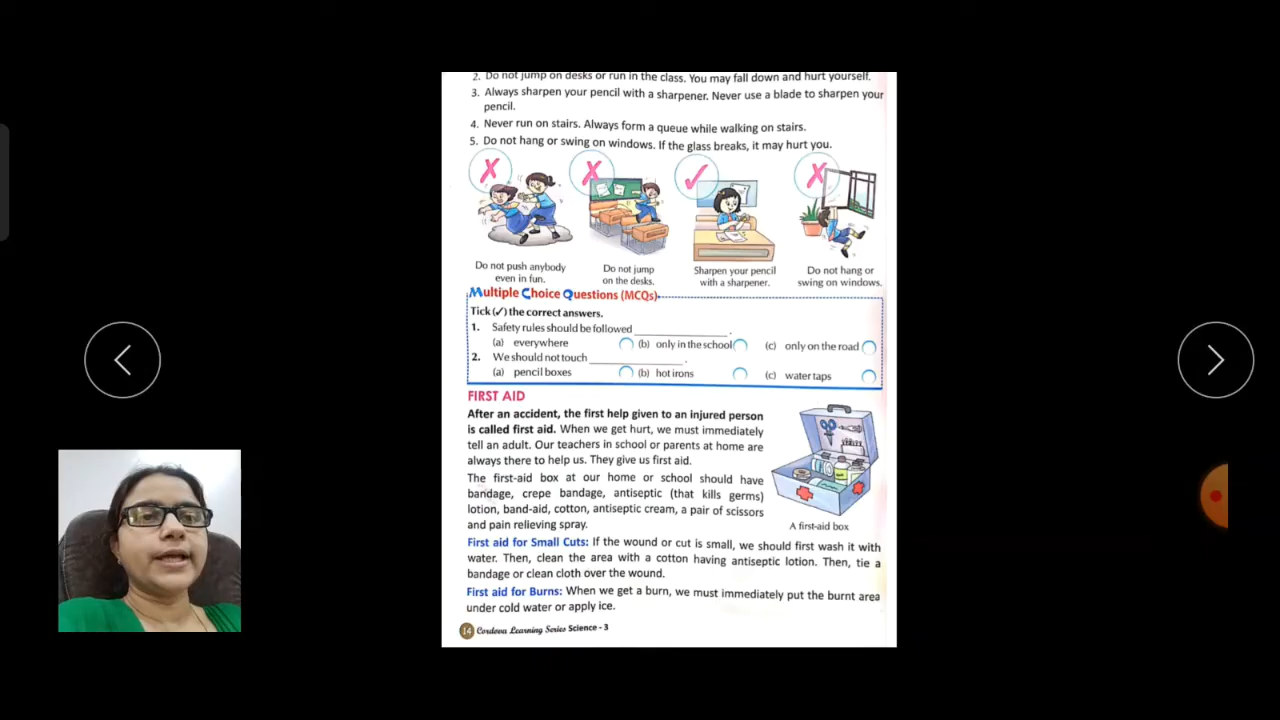 2. Do not jump on desks or run in the class. You may fall down and hurt yourself.
3. Always sharpen your pencil with a sharpener. Never use a blade to sharpen your
pencil.
4. Never run on stairs. Always form a queue while walking on stairs.
5. Do not hang or swing on windows. If the glass breaks, it may hurt you.
Do not push anybody
even in fun.
Do not jump
on the desks.
Sharpen your pencil
with a sharpener.
Do not hang or
swing on windows.
Multiple Choice Questions (MCQs)
Tick (✓) the correct answers.
1. Safety rules should be followed ______________.
(a) everywhere (b) only in the school (c) only on the road
2. We should not touch ______________.
(a) pencil boxes (b) hot irons (c) water taps
FIRST AID
After an accident, the first help given to an injured person
is called first aid. When we get hurt, we must immediately
tell an adult. Our teachers in school or parents at home are
always there to help us. They give us first aid.
The first-aid box at our home or school should have
bandage, crepe bandage, antiseptic (that kills germs)
lotion, band-aid, cotton, antiseptic cream, a pair of scissors
and pain relieving spray.
A first-aid box
First aid for Small Cuts: If the wound or cut is small, we should first wash it with
water. Then, clean the area with a cotton having antiseptic lotion. Then, tie a
bandage or clean cloth over the wound.
First aid for Burns: When we get a burn, we must immediately put the burnt area
under cold water or apply ice.
14 Cordova Learning Series Science - 3